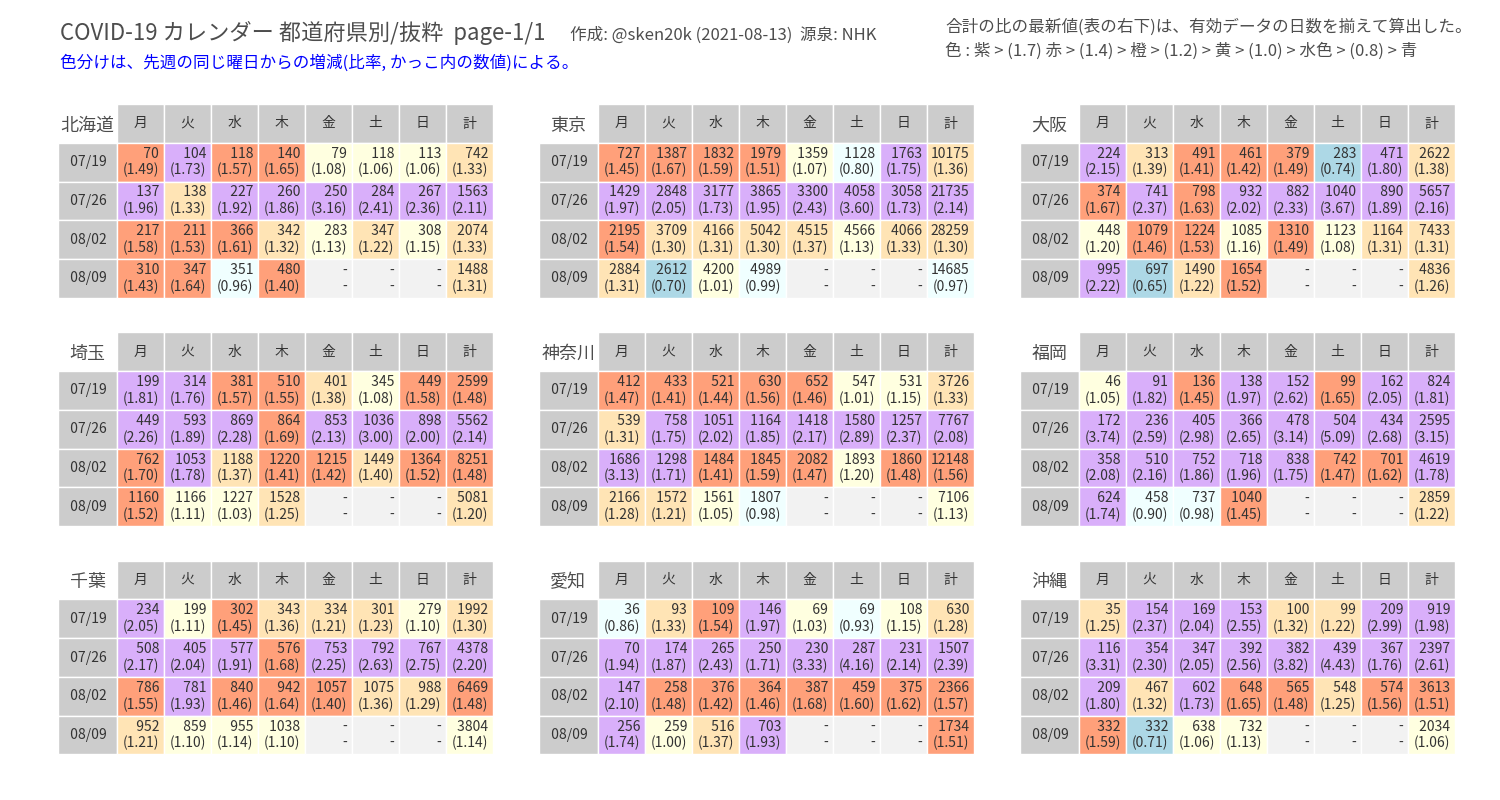 COVID-19 カレンダー 都道府県別/抜粋 page-1/1 作成: @sken20k (2021-08-13) 源泉: NHK
合計の比の最新値(表の右下)は、有効データの日数を揃えて算出した。
色分けは、先週の同じ曜日からの増減(比率, かっこ内の数値)による。
色 : 紫 > (1.7) 赤 > (1.4) > 橙 > (1.2) > 黄 > (1.0) > 水色 > (0.8) > 青
北海道 月 火 水 木 金 土 日 計
07/19 70 104 118 140 79 118 113 742
(1.49) (1.73) (1.57) (1.65) (1.08) (1.06) (1.06) (1.33)
07/26 137 138 227 260 250 284 267 1563
(1.96) (1.33) (1.92) (1.86) (3.16) (2.41) (2.36) (2.11)
08/02 217 211 366 342 283 347 308 2074
(1.58) (1.53) (1.61) (1.32) (1.13) (1.22) (1.15) (1.33)
08/09 310 347 351 480 - - - 1488
(1.43) (1.64) (0.96) (1.40) - - - (1.31)
東京 月 火 水 木 金 土 日 計
07/19 727 1387 1832 1979 1359 1128 1763 10175
(1.45) (1.67) (1.59) (1.51) (1.07) (0.80) (1.75) (1.36)
07/26 1429 2848 3177 3865 3300 4058 3058 21735
(1.97) (2.05) (1.73) (1.95) (2.43) (3.60) (1.73) (2.14)
08/02 2195 3709 4166 5042 4515 4566 4066 28259
(1.54) (1.30) (1.31) (1.30) (1.37) (1.13) (1.33) (1.30)
08/09 2884 2612 4200 4989 - - - 14685
(1.31) (0.70) (1.01) (0.99) - - - (0.97)
大阪 月 火 水 木 金 土 日 計
07/19 224 313 491 461 379 283 471 2622
(2.15) (1.39) (1.41) (1.42) (1.49) (0.74) (1.80) (1.38)
07/26 374 741 798 932 882 1040 890 5657
(1.67) (2.37) (1.63) (2.02) (2.33) (3.67) (1.89) (2.16)
08/02 448 1079 1224 1085 1310 1123 1164 7433
(1.20) (1.46) (1.53) (1.16) (1.49) (1.08) (1.31) (1.31)
08/09 995 697 1490 1654 - - - 4836
(2.22) (0.65) (1.22) (1.52) - - - (1.26)
埼玉 月 火 水 木 金 土 日 計
07/19 199 314 381 510 401 345 449 2599
(1.81) (1.76) (1.57) (1.55) (1.38) (1.08) (1.58) (1.48)
07/26 449 593 869 864 853 1036 898 5562
(2.26) (1.89) (2.28) (1.69) (2.13) (3.00) (2.00) (2.14)
08/02 762 1053 1188 1220 1215 1449 1364 8251
(1.70) (1.78) (1.37) (1.41) (1.42) (1.40) (1.52) (1.48)
08/09 1160 1166 1227 1528 - - - 5081
(1.52) (1.11) (1.03) (1.25) - - - (1.20)
神奈川 月 火 水 木 金 土 日 計
07/19 412 433 521 630 652 547 531 3726
(1.47) (1.41) (1.44) (1.56) (1.46) (1.01) (1.15) (1.33)
07/26 539 758 1051 1164 1418 1580 1257 7767
(1.31) (1.75) (2.02) (1.85) (2.17) (2.89) (2.37) (2.08)
08/02 1686 1298 1484 1845 2082 1893 1860 12148
(3.13) (1.71) (1.41) (1.59) (1.47) (1.20) (1.48) (1.56)
08/09 2166 1572 1561 1807 - - - 7106
(1.28) (1.21) (1.05) (0.98) - - - (1.13)
福岡 月 火 水 木 金 土 日 計
07/19 46 91 136 138 152 99 162 824
(1.05) (1.82) (1.45) (1.97) (2.62) (1.65) (2.05) (1.81)
07/26 172 236 405 366 478 504 434 2595
(3.74) (2.59) (2.98) (2.65) (3.14) (5.09) (2.68) (3.15)
08/02 358 510 752 718 838 742 701 4619
(2.08) (2.16) (1.86) (1.96) (1.75) (1.47) (1.62) (1.78)
08/09 624 458 737 1040 - - - 2859
(1.74) (0.90) (0.98) (1.45) - - - (1.22)
千葉 月 火 水 木 金 土 日 計
07/19 234 199 302 343 334 301 279 1992
(2.05) (1.11) (1.45) (1.36) (1.21) (1.23) (1.10) (1.30)
07/26 508 405 577 576 753 792 767 4378
(2.17) (2.04) (1.91) (1.68) (2.25) (2.63) (2.75) (2.20)
08/02 786 781 840 942 1057 1075 988 6469
(1.55) (1.93) (1.46) (1.64) (1.40) (1.36) (1.29) (1.48)
08/09 952 859 955 1038 - - - 3804
(1.21) (1.10) (1.14) (1.10) - - - (1.14)
愛知 月 火 水 木 金 土 日 計
07/19 36 93 109 146 69 69 108 630
(0.86) (1.33) (1.54) (1.97) (1.03) (0.93) (1.15) (1.28)
07/26 70 174 265 250 230 287 231 1507
(1.94) (1.87) (2.43) (1.71) (3.33) (4.16) (2.14) (2.39)
08/02 147 258 376 364 387 459 375 2366
(2.10) (1.48) (1.42) (1.46) (1.68) (1.60) (1.62) (1.57)
08/09 256 259 516 703 - - - 1734
(1.74) (1.00) (1.37) (1.93) - - - (1.51)
沖縄 月 火 水 木 金 土 日 計
07/19 35 154 169 153 100 99 209 919
(1.25) (2.37) (2.04) (2.55) (1.32) (1.22) (2.99) (1.98)
07/26 116 354 347 392 382 439 367 2397
(3.31) (2.30) (2.05) (2.56) (3.82) (4.43) (1.76) (2.61)
08/02 209 467 602 648 565 548 574 3613
(1.80) (1.32) (1.73) (1.65) (1.48) (1.25) (1.56) (1.51)
08/09 332 332 638 732 - - - 2034
(1.59) (0.71) (1.06) (1.13) - - - (1.06)